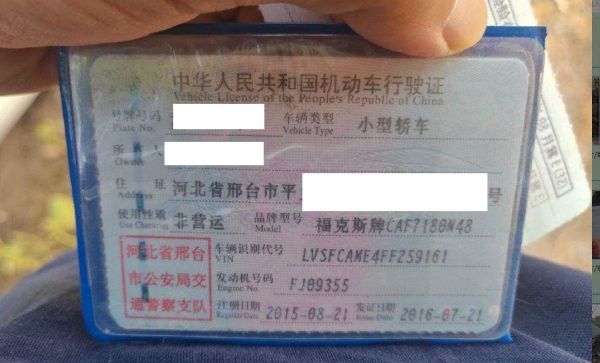 中华人民共和国机动车行驶证
Vehicle License of the People's Republic of China
号牌号码 车辆类型 小型轿车
Plate No. Vehicle Type
所有人
Owner
住址 河北省邢台市平 号
Address
使用性质 非营运 品牌型号 福克斯牌CAF7180N48
Use Character Model
河北省邢台 车辆识别代号 LVSFCAME4FF259161
VIN
市公安局交 发动机号码 FJ09355
Engine No.
通警察支队 注册日期 2015-08-21 发证日期 2016-07-21
Register Date Issue Date